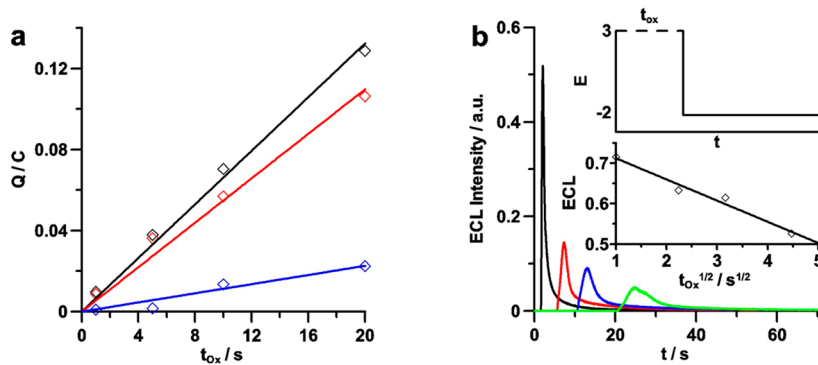 a
0.12
0.08
0.04
0
Q / C
0 4 8 12 16 20
tOx / s
b
0.6
0.4
0.2
0
ECL Intensity / a.u.
0 20 40 60
t / s
tox
3
-2
E
t
0.7
0.6
0.5
ECL
1 2 3 4 5
tOx1/2 / s1/2